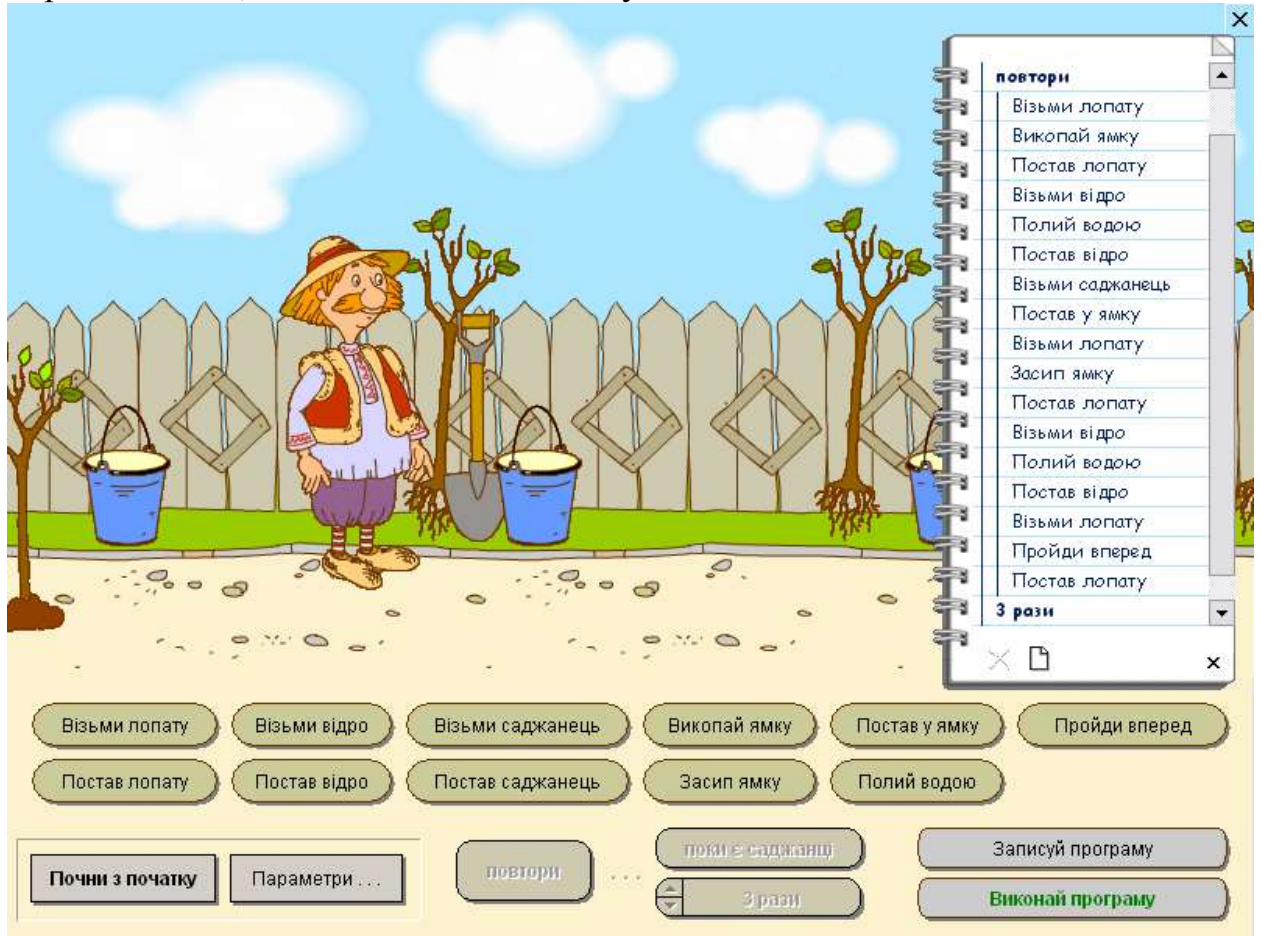 повтори
Візьми лопату
Викопай ямку
Постав лопату
Візьми відро
Полий водою
Постав відро
Візьми саджанець
Постав у ямку
Візьми лопату
Засип ямку
Постав лопату
Візьми відро
Полий водою
Постав відро
Візьми лопату
Пройди вперед
Постав лопату
3 рази
Візьми лопату Візьми відро Візьми саджанець Викопай ямку Постав у ямку Пройди вперед
Постав лопату Постав відро Постав саджанець Засип ямку Полий водою
Почни з початку Параметри . . .
повтори . . .
поки є саджанці
3 рази
Записуй програму
Виконай програму